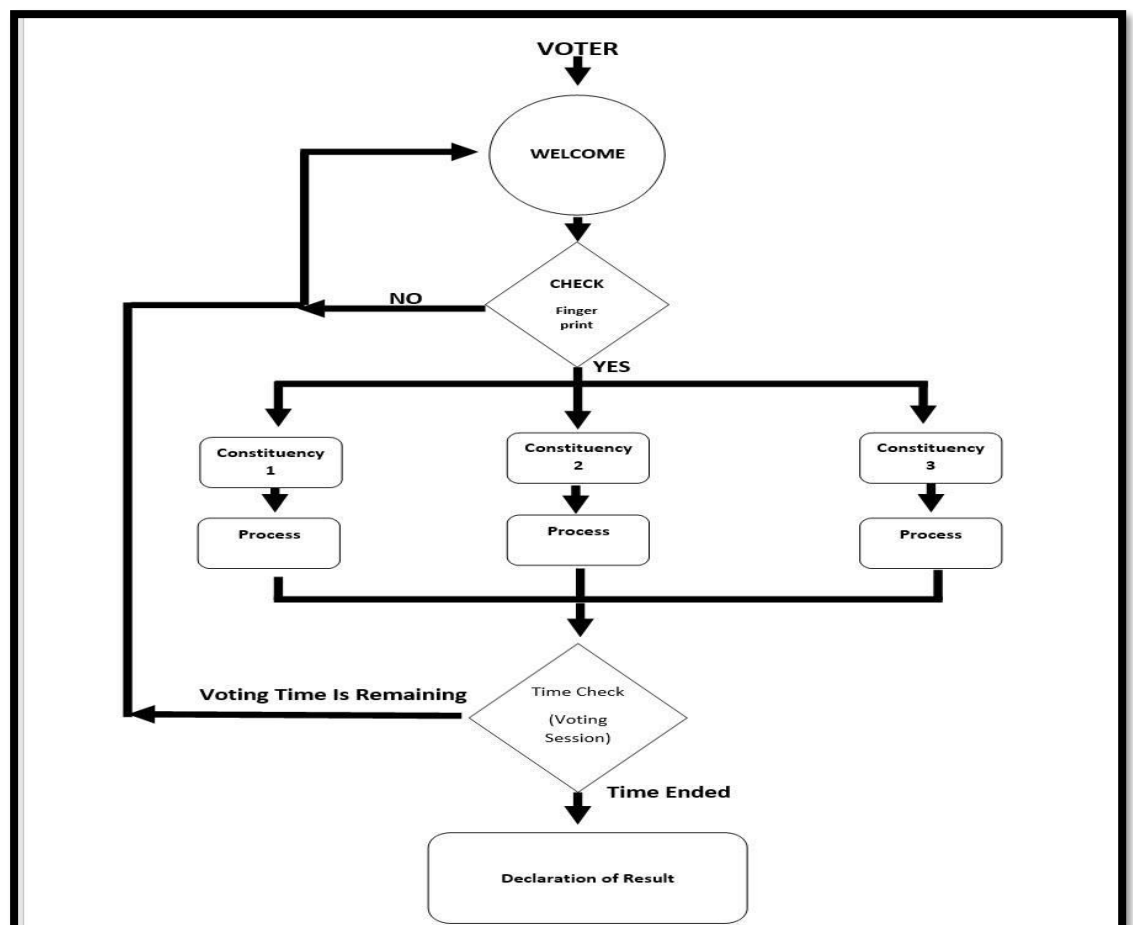 VOTER
WELCOME
CHECK
Finger
print
NO
YES
Constituency
1
Constituency
2
Constituency
3
Process
Process
Process
Voting Time Is Remaining
Time Check
(Voting
Session)
Time Ended
Declaration of Result